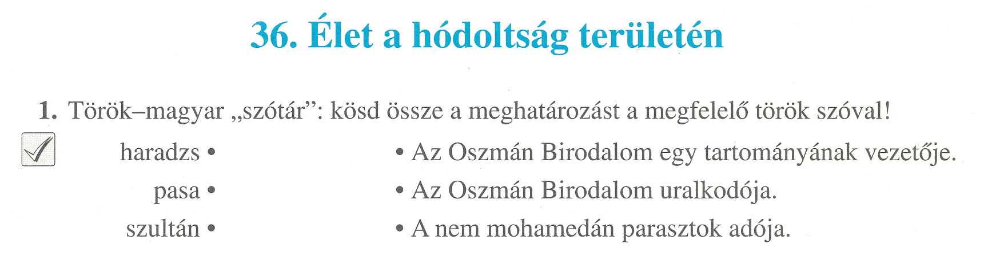 36. Élet a hódoltság területén
1. Török–magyar „szótár”: kösd össze a meghatározást a megfelelő török szóval!
haradzs • • Az Oszmán Birodalom egy tartományának vezetője.
pasa • • Az Oszmán Birodalom uralkodója.
szultán • • A nem mohamedán parasztok adója.